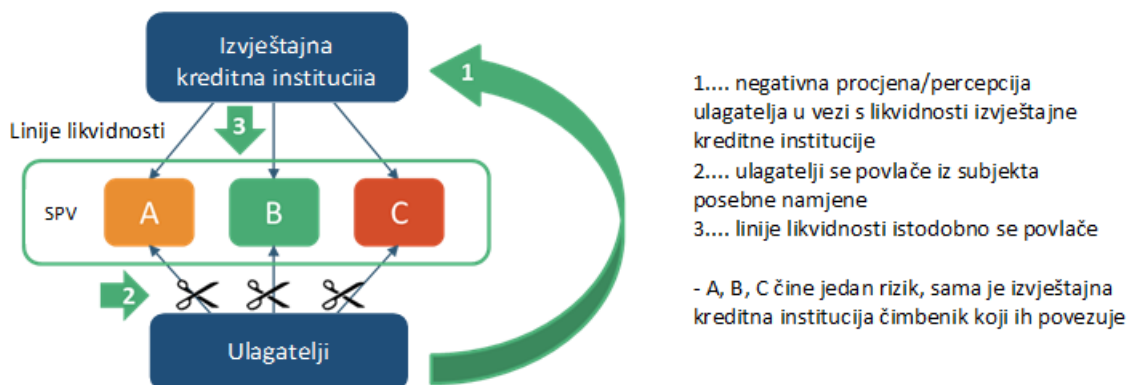 Izvještajna
kreditna institucija
1
3
Linije likvidnosti
SPV
A
B
C
2
Ulagatelji
1.... negativna procjena/percepcija
ulagatelja u vezi s likvidnosti izvještajne
kreditne institucije
2.... ulagatelji se povlače iz subjekta
posebne namjene
3.... linije likvidnosti istodobno se povlače
- A, B, C čine jedan rizik, sama je izvještajna
kreditna institucija čimbenik koji ih povezuje